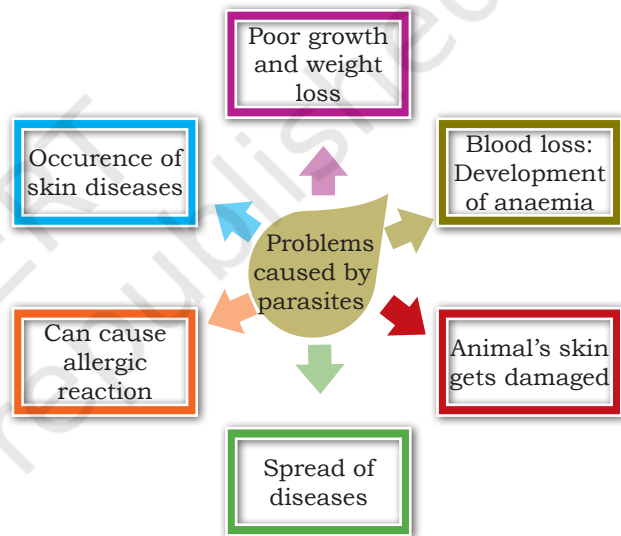 Poor growth
and weight
loss
Occurence of
skin diseases
Blood loss:
Development
of anaemia
Problems
caused by
parasites
Can cause
allergic
reaction
Animal's skin
gets damaged
Spread of
diseases
republished